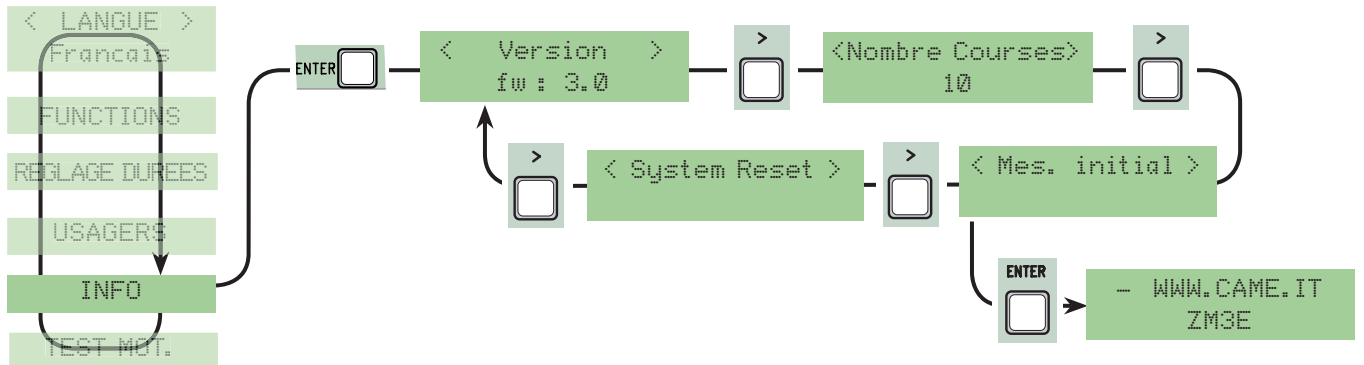 < LANGUE >
Francais
FUNCTIONS
REGLAGE DUREES
USAGERS
INFO
TEST MOT.
ENTER
< Version >
fw: 3.0
>
<Nombre Courses>
10
>
< Mes. initial >
>
< System Reset >
>
ENTER
- WWW.CAME.IT
ZM3E